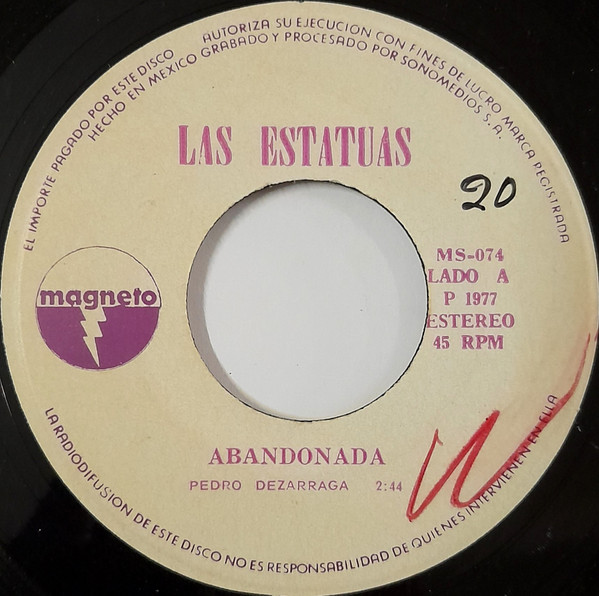 EL IMPORTE PAGADO POR ESTE DISCO AUTORIZA SU EJECUCION CON FINES DE LUCRO MARCA REGISTRADA
HECHO EN MEXICO GRABADO Y PROCESADO POR SONOMEDIOS S.A.
LAS ESTATUAS
20
MS-074
LADO A
P 1977
ESTEREO
45 RPM
magneto
ABANDONADA
PEDRO DEZARRAGA 2:44
LA RADIODIFUSION DE ESTE DISCO NO ES RESPONSABILIDAD DE QUIENES INTERVIENEN EN ELLA